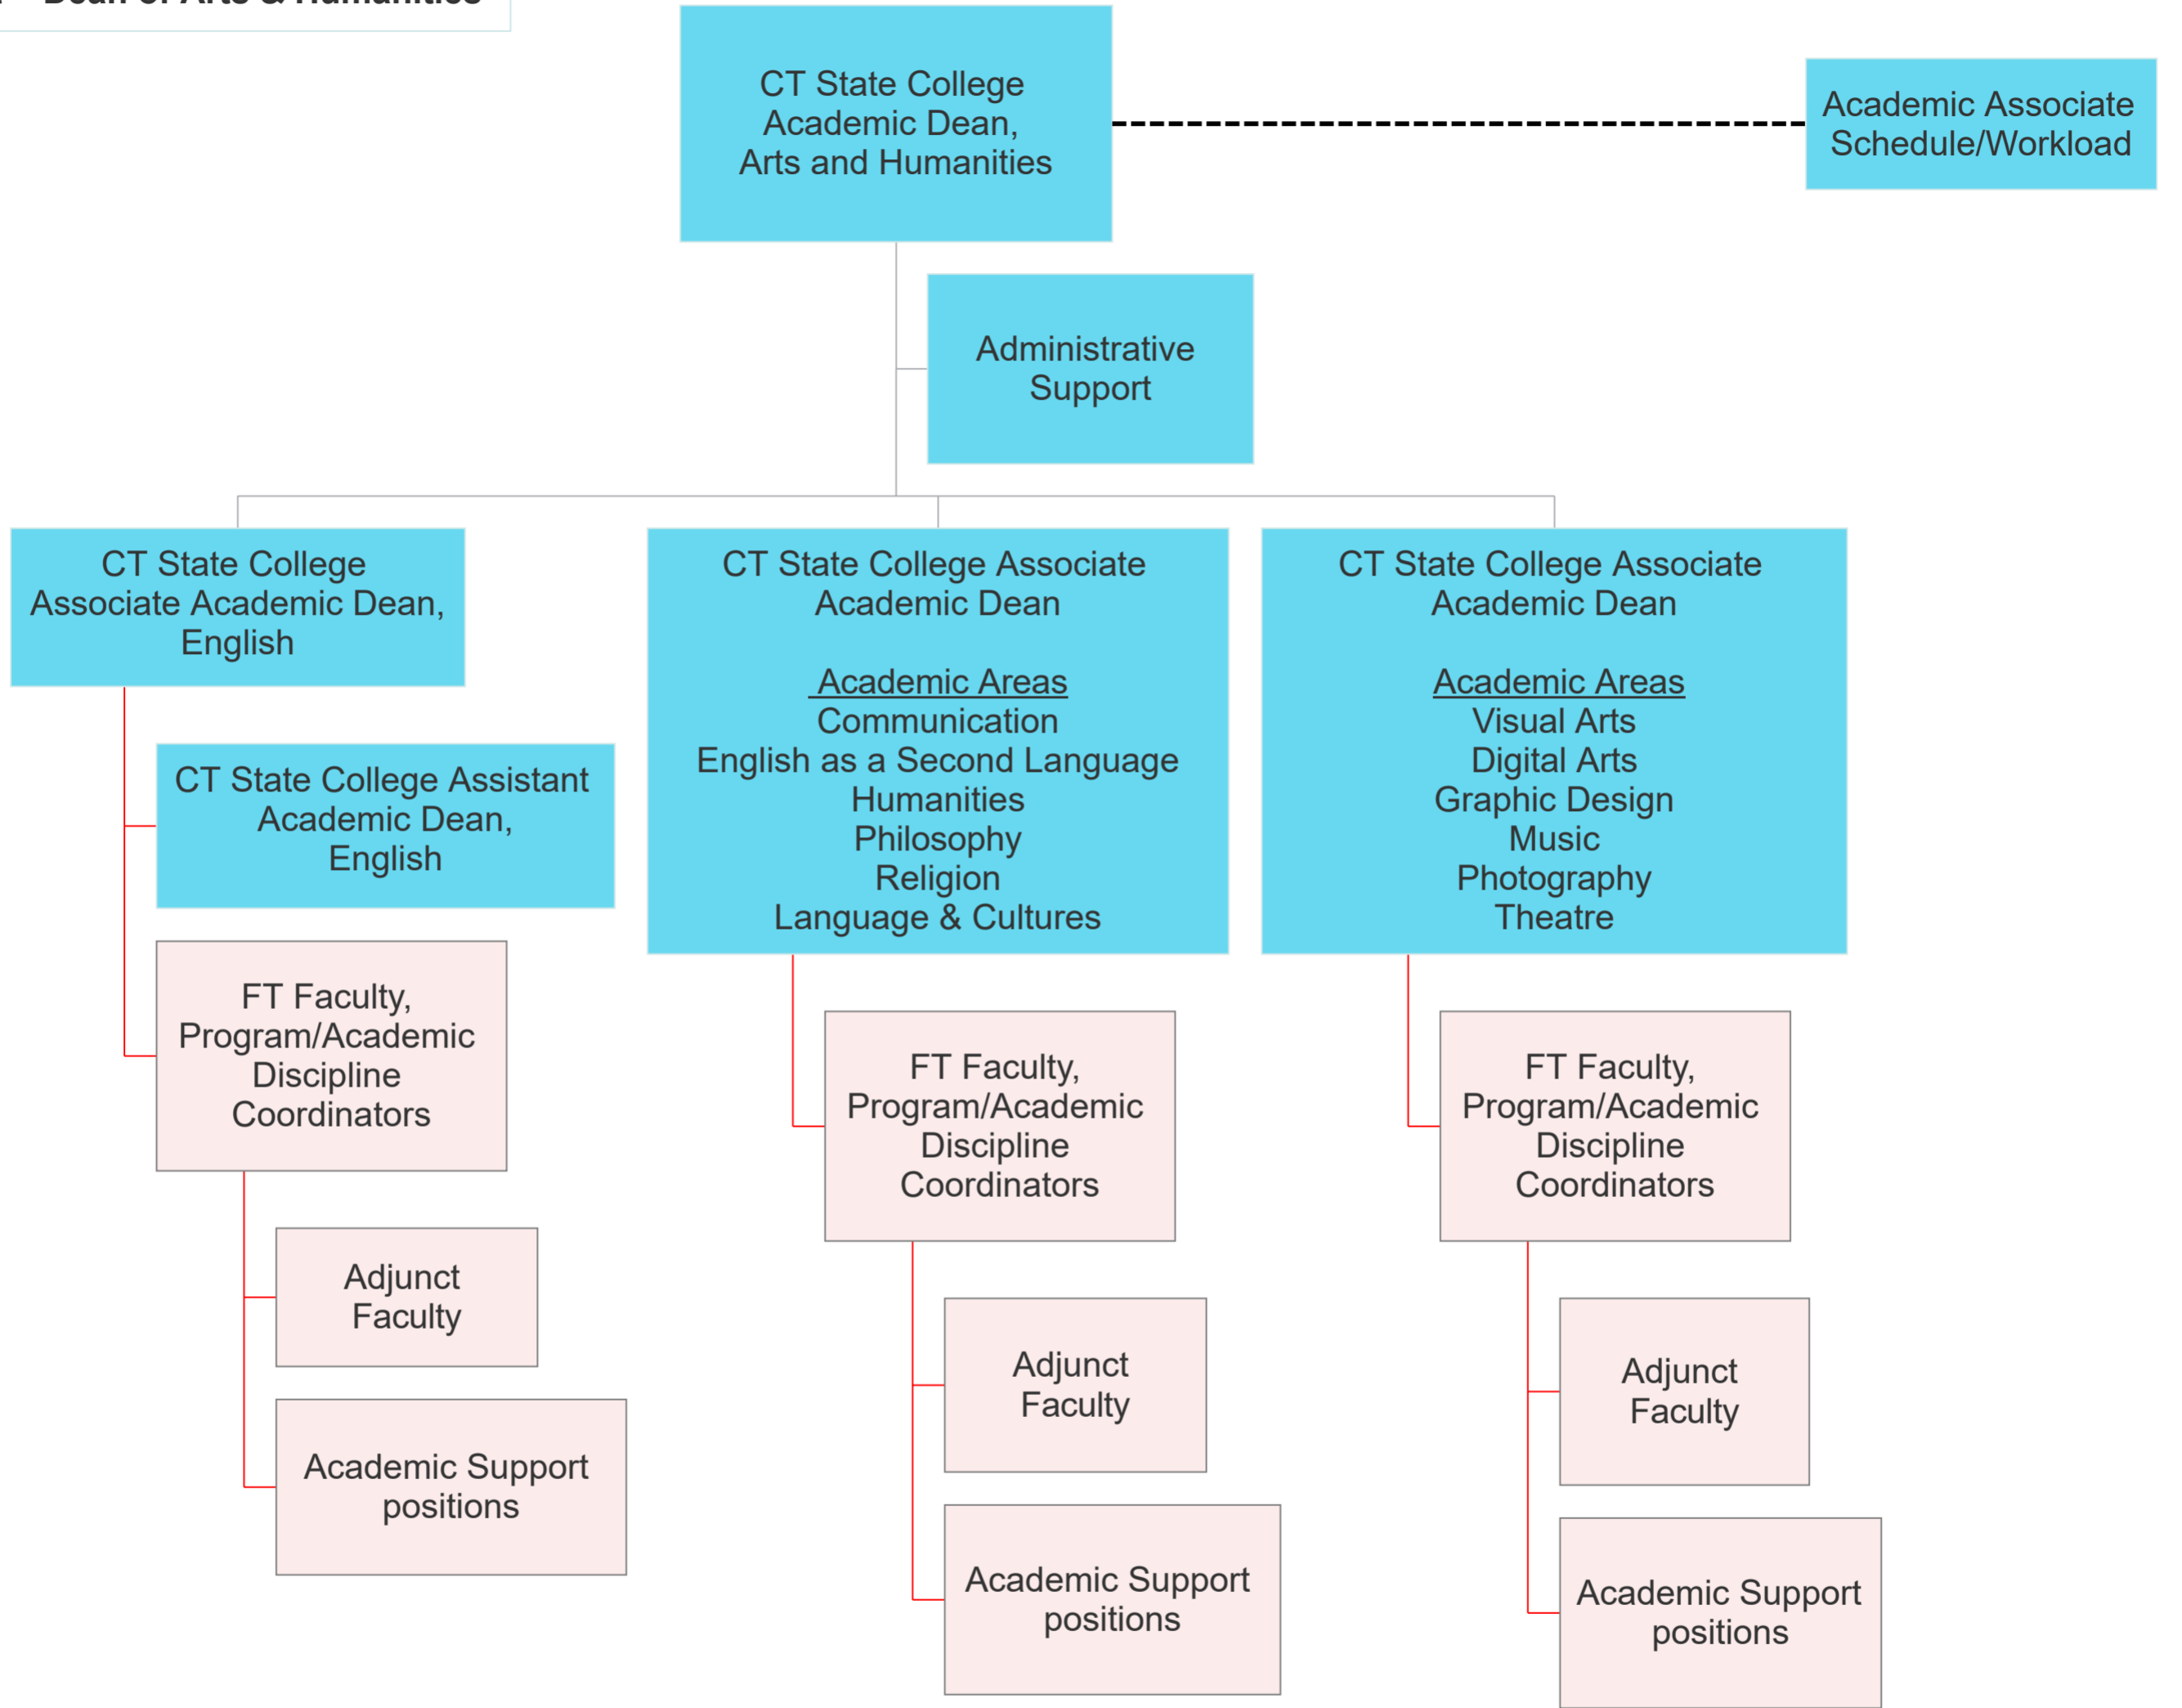 Dean of Arts & Humanities
CT State College
Academic Dean,
Arts and Humanities
Academic Associate
Schedule/Workload
Administrative
Support
CT State College
Associate Academic Dean,
English
CT State College Assistant
Academic Dean,
English
FT Faculty,
Program/Academic
Discipline
Coordinators
Adjunct
Faculty
Academic Support
positions
CT State College Associate
Academic Dean
Academic Areas
Communication
English as a Second Language
Humanities
Philosophy
Religion
Language & Cultures
FT Faculty,
Program/Academic
Discipline
Coordinators
Adjunct
Faculty
Academic Support
positions
CT State College Associate
Academic Dean
Academic Areas
Visual Arts
Digital Arts
Graphic Design
Music
Photography
Theatre
FT Faculty,
Program/Academic
Discipline
Coordinators
Adjunct
Faculty
Academic Support
positions